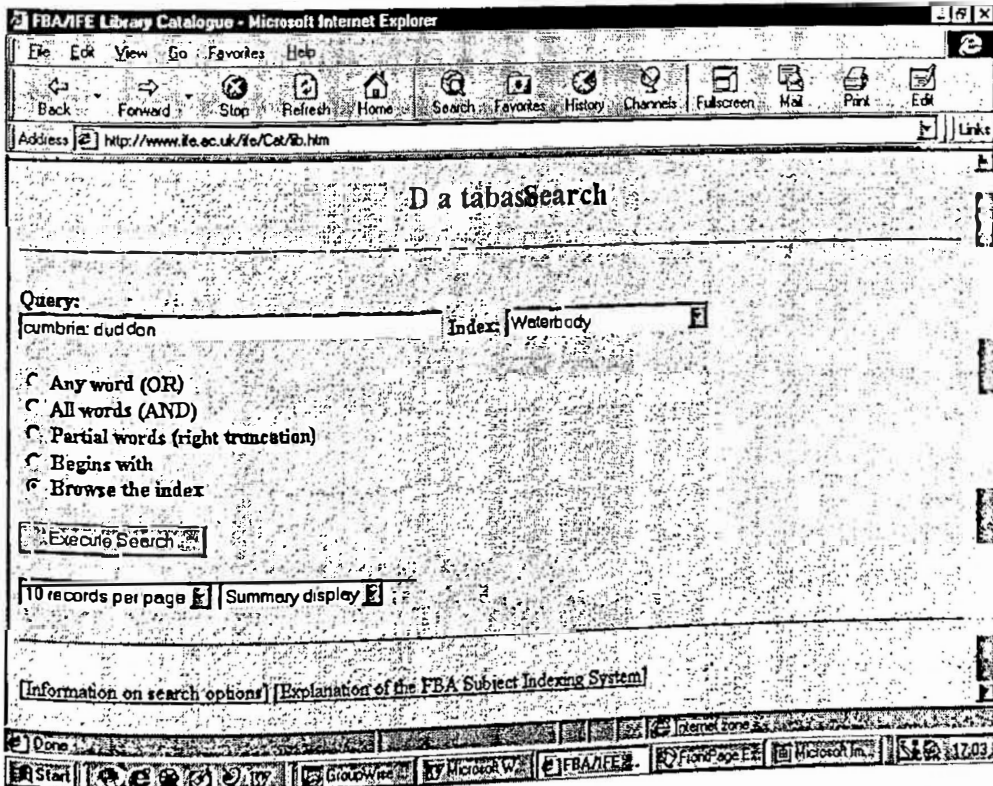 FBA/IFE Library Catalogue - Microsoft Internet Explorer
File Edit View Go Favorites Help
Back Forward Stop Refresh Home Search Favorites History Channels Fullscreen Mail Print Edit
Address http://www.ife.ac.uk/ife/Cat/lib.htm Links
Database Search
Query:
cumbria: duddon Index: Waterbody
Any word (OR)
All words (AND)
Partial words (right truncation)
Begins with
Browse the index
Execute Search
10 records per page Summary display
[Information on search options] [Explanation of the FBA Subject Indexing System]
Done Internet zone
Start GroupWise Microsoft W... FBA/IFE... FrontPage E... Microsoft Im... 17:03